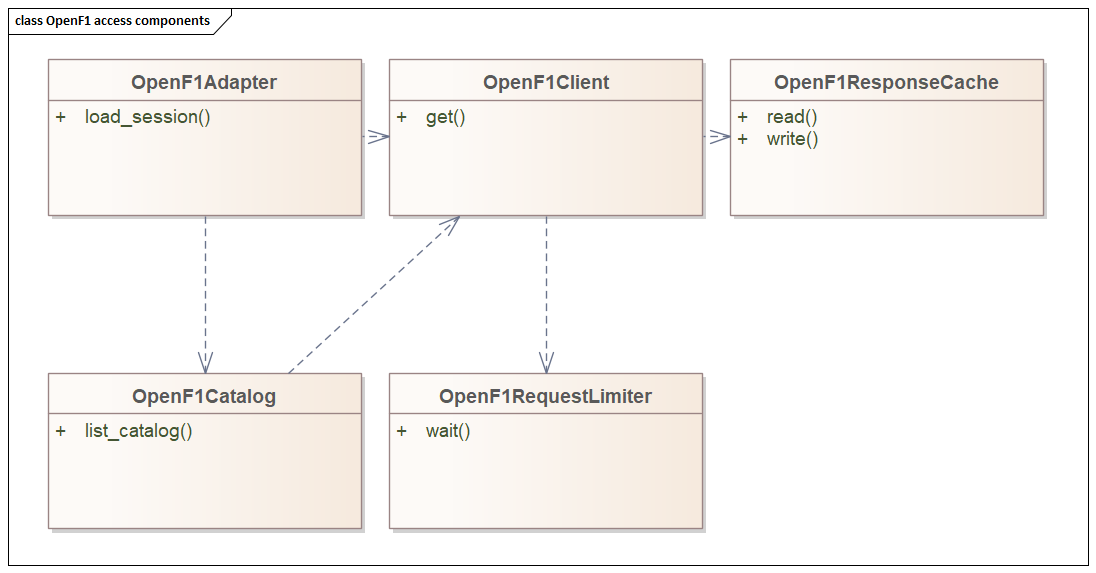 class OpenF1 access components
OpenF1Adapter
+ load_session()
OpenF1Client
+ get()
OpenF1ResponseCache
+ read()
+ write()
OpenF1Catalog
+ list_catalog()
OpenF1RequestLimiter
+ wait()